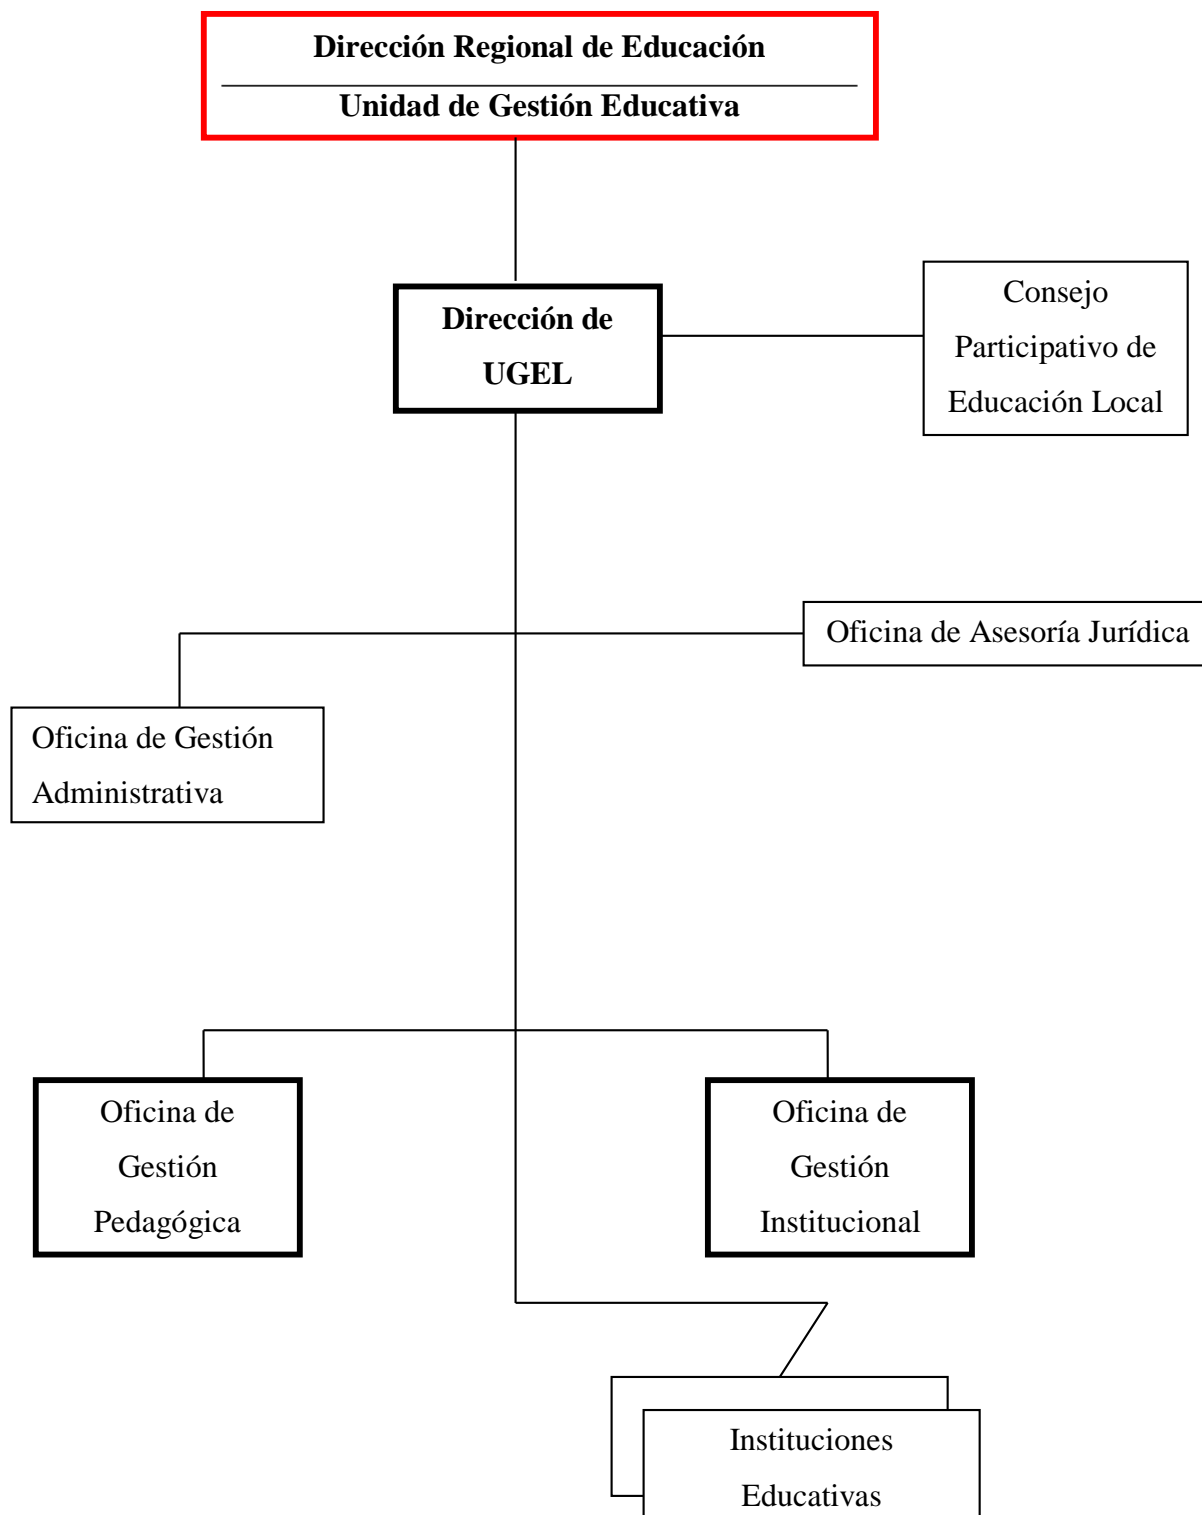 Dirección Regional de Educación
Unidad de Gestión Educativa
Dirección de
UGEL
Consejo
Participativo de
Educación Local
Oficina de Asesoría Jurídica
Oficina de Gestión
Administrativa
Oficina de
Gestión
Pedagógica
Oficina de
Gestión
Institucional
Instituciones
Educativas